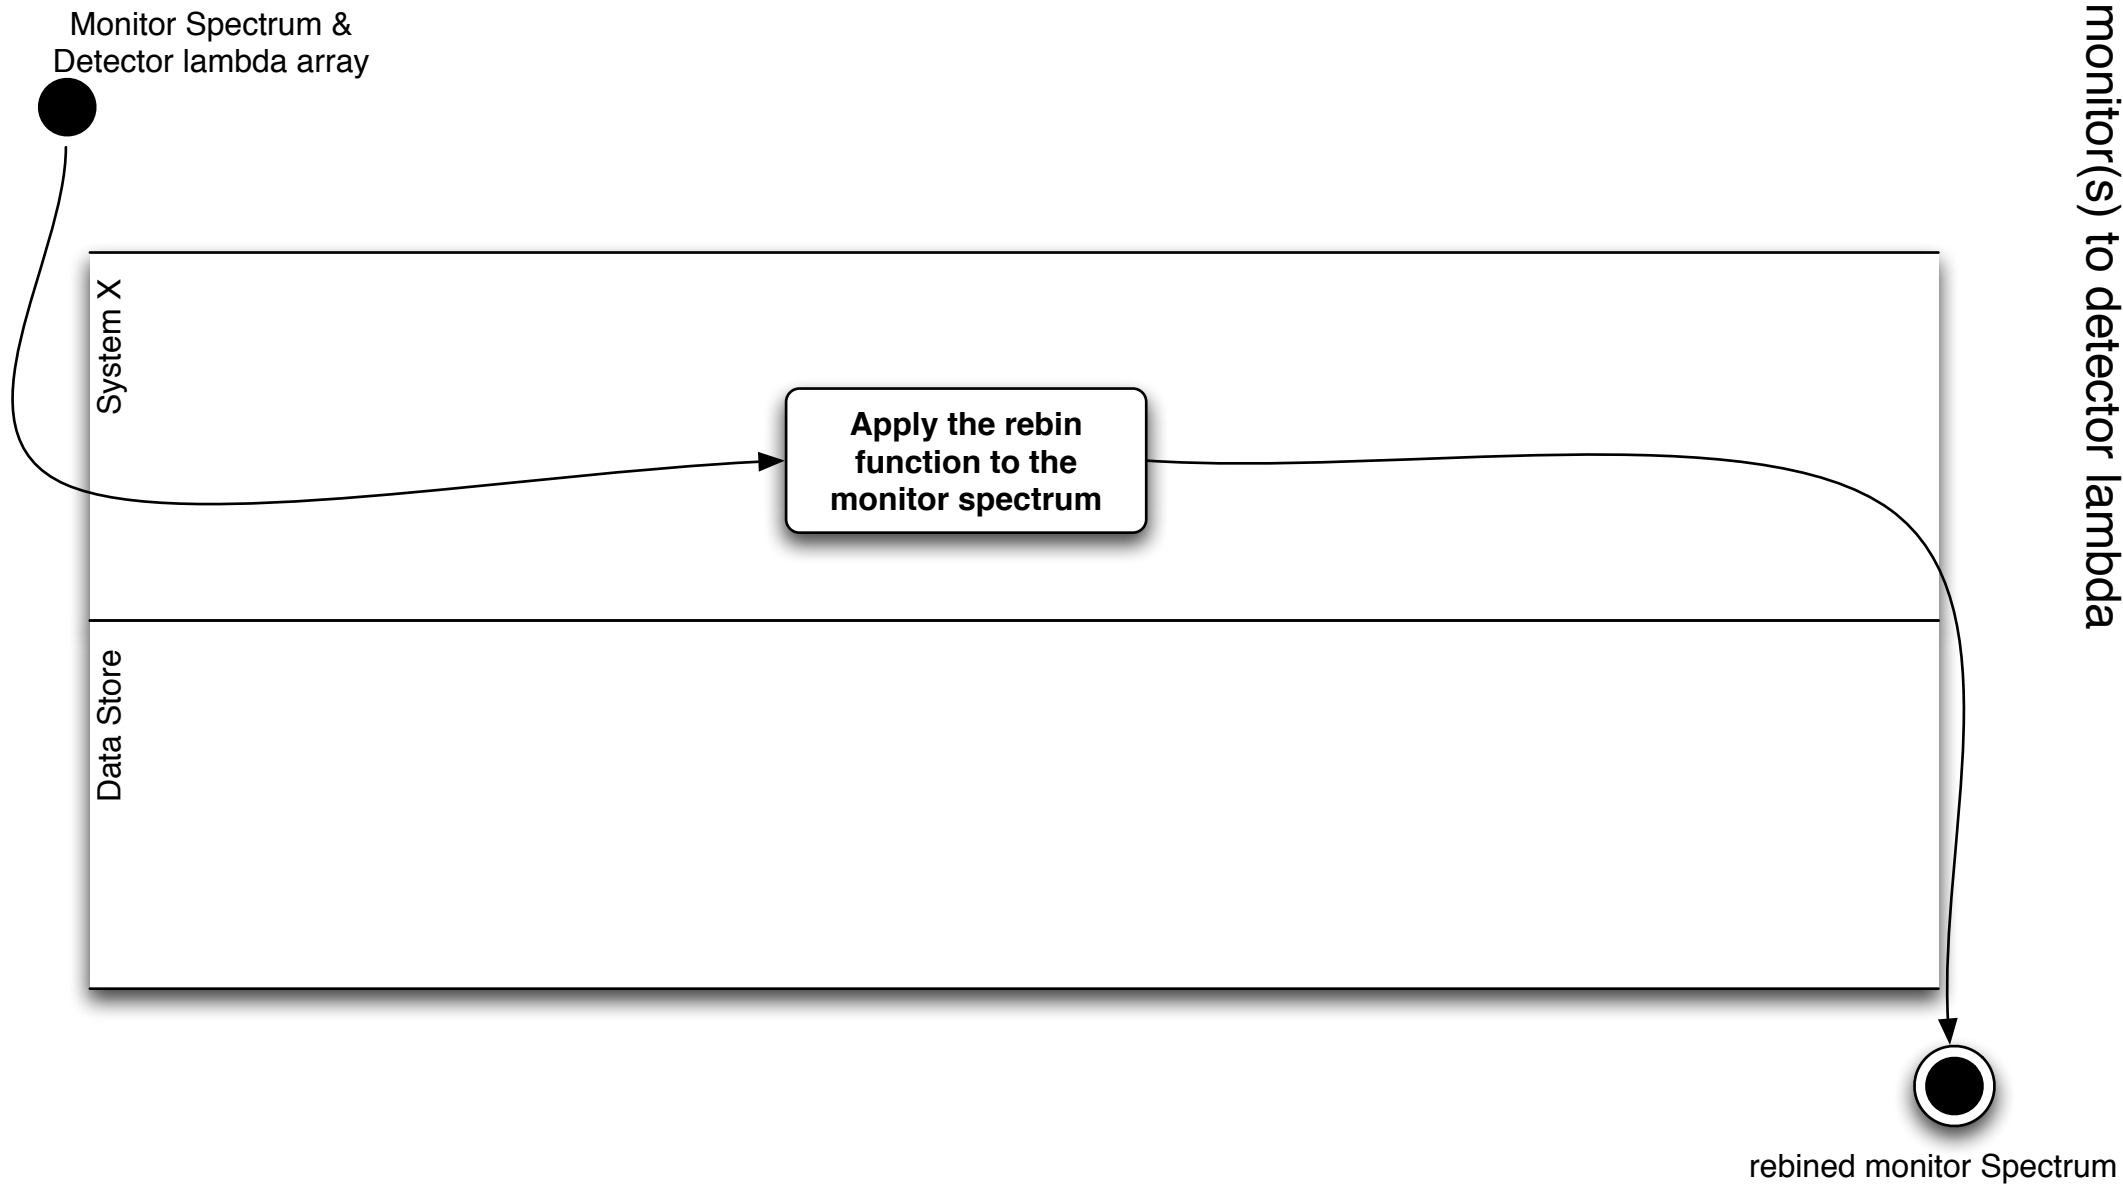 Monitor Spectrum &
Detector lambda array
monitor(s) to detector lambda
System X
Apply the rebin
function to the
monitor spectrum
Data Store
rebined monitor Spectrum